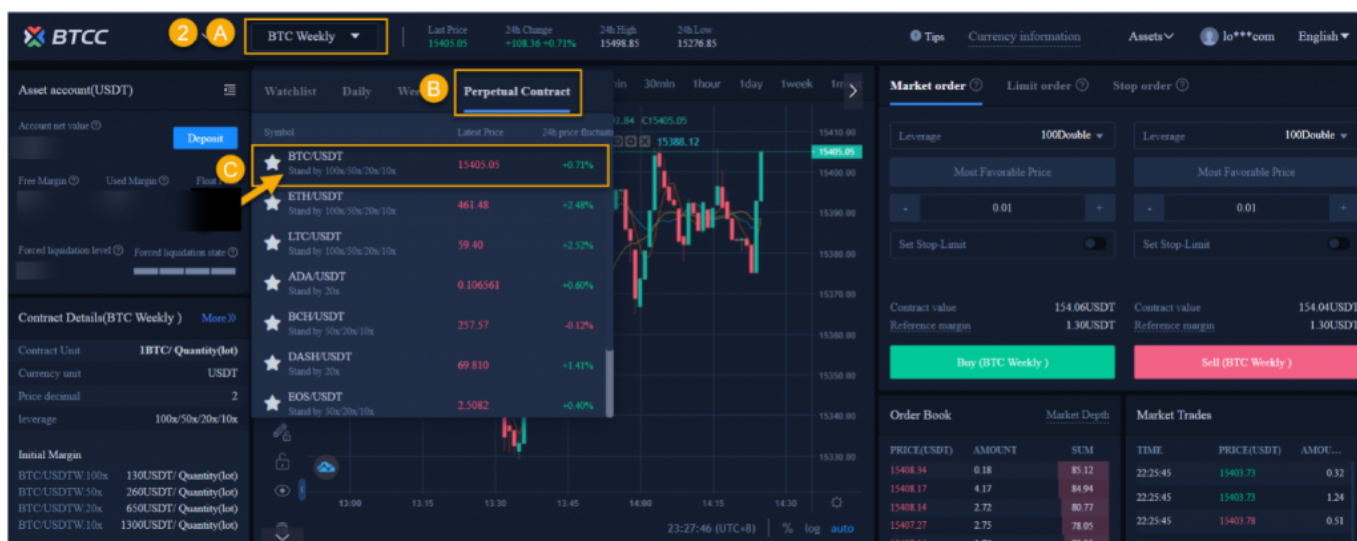 BTCC
2 A
BTC Weekly
Last Price
15405.05
24h Change
+108.36 +0.71%
24h High
15498.85
24h Low
15276.85
Tips
Currency information
Assets
lo***com
English
Asset account(USDT)
Account net value
Deposit
Free Margin
Used Margin
Float
Forced liquidation level
Forced liquidation state
Contract Details(BTC Weekly )
More
Contract Unit 1BTC/ Quantity(lot)
Currency unit USDT
Price decimal 2
leverage 100x/50x/20x/10x
Initial Margin
BTC/USDTW.100x 130USDT/ Quantity(lot)
BTC/USDTW.50x 260USDT/ Quantity(lot)
BTC/USDTW.20x 650USDT/ Quantity(lot)
BTC/USDTW.10x 1300USDT/ Quantity(lot)
Watchlist Daily B Perpetual Contract
Symbol Latest Price 24h price fluctuate
C
BTC/USDT 15405.05 +0.71%
Stand by 100x/50x/20x/10x
ETH/USDT 461.48 +2.48%
Stand by 100x/50x/20x/10x
LTC/USDT 59.40 +2.52%
Stand by 100x/50x/20x/10x
ADA/USDT 0.106561 +0.60%
Stand by 20x
BCH/USDT 257.57 -0.12%
Stand by 50x/20x/10x
DASH/USDT 69.810 +1.41%
Stand by 20x
EOS/USDT 2.5082 +0.40%
Stand by 50x/20x/10x
30min 1hour 1day 1week
C15405.05
15388.12
15410.00
15405.05
15400.00
15390.00
15380.00
15370.00
15360.00
15350.00
15340.00
15330.00
13:00 13:15 13:30 13:45 14:00 14:15 14:30
23:27:46 (UTC+8) % log auto
Market order Limit order Stop order
Leverage 100Double
Most Favorable Price
- 0.01 +
Set Stop-Limit
Contract value 154.06USDT
Reference margin 1.30USDT
Buy (BTC Weekly )
Leverage 100Double
Most Favorable Price
- 0.01 +
Set Stop-Limit
Contract value 154.04USDT
Reference margin 1.30USDT
Sell (BTC Weekly )
Order Book Market Depth
PRICE(USDT) AMOUNT SUM
15408.34 0.18 85.12
15408.17 4.17 84.94
15408.14 2.72 80.77
15407.27 2.75 78.05
Market Trades
TIME PRICE(USDT) AMOU...
22:25:45 15403.73 0.32
22:25:45 15403.73 1.24
22:25:45 15403.78 0.51